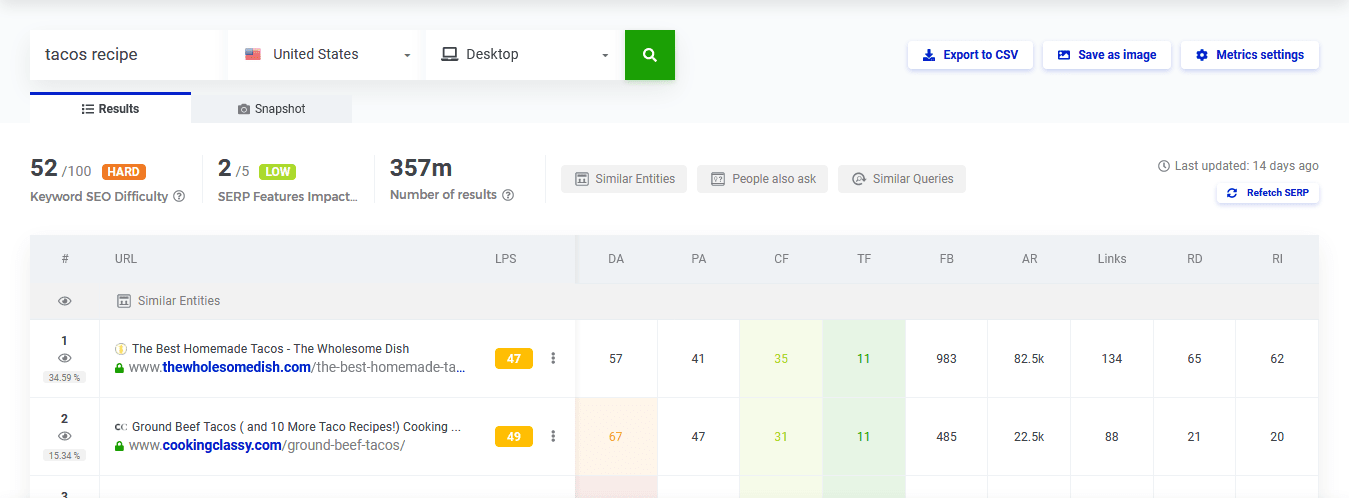 tacos recipe United States Desktop Export to CSV Save as image Metrics settings
Results Snapshot
52 /100 HARD 2 /5 LOW 357m Similar Entities People also ask Similar Queries Last updated: 14 days ago
Keyword SEO Difficulty SERP Features Impact... Number of results Refetch SERP
# URL LPS DA PA CF TF FB AR Links RD RI
Similar Entities
1 The Best Homemade Tacos - The Wholesome Dish
www.thewholesomedish.com/the-best-homemade-ta... 47 57 41 35 11 983 82.5k 134 65 62
34.59 %
2 CC Ground Beef Tacos ( and 10 More Taco Recipes!) Cooking ...
www.cookingclassy.com/ground-beef-tacos/ 49 67 47 31 11 485 22.5k 88 21 20
15.34 %
3